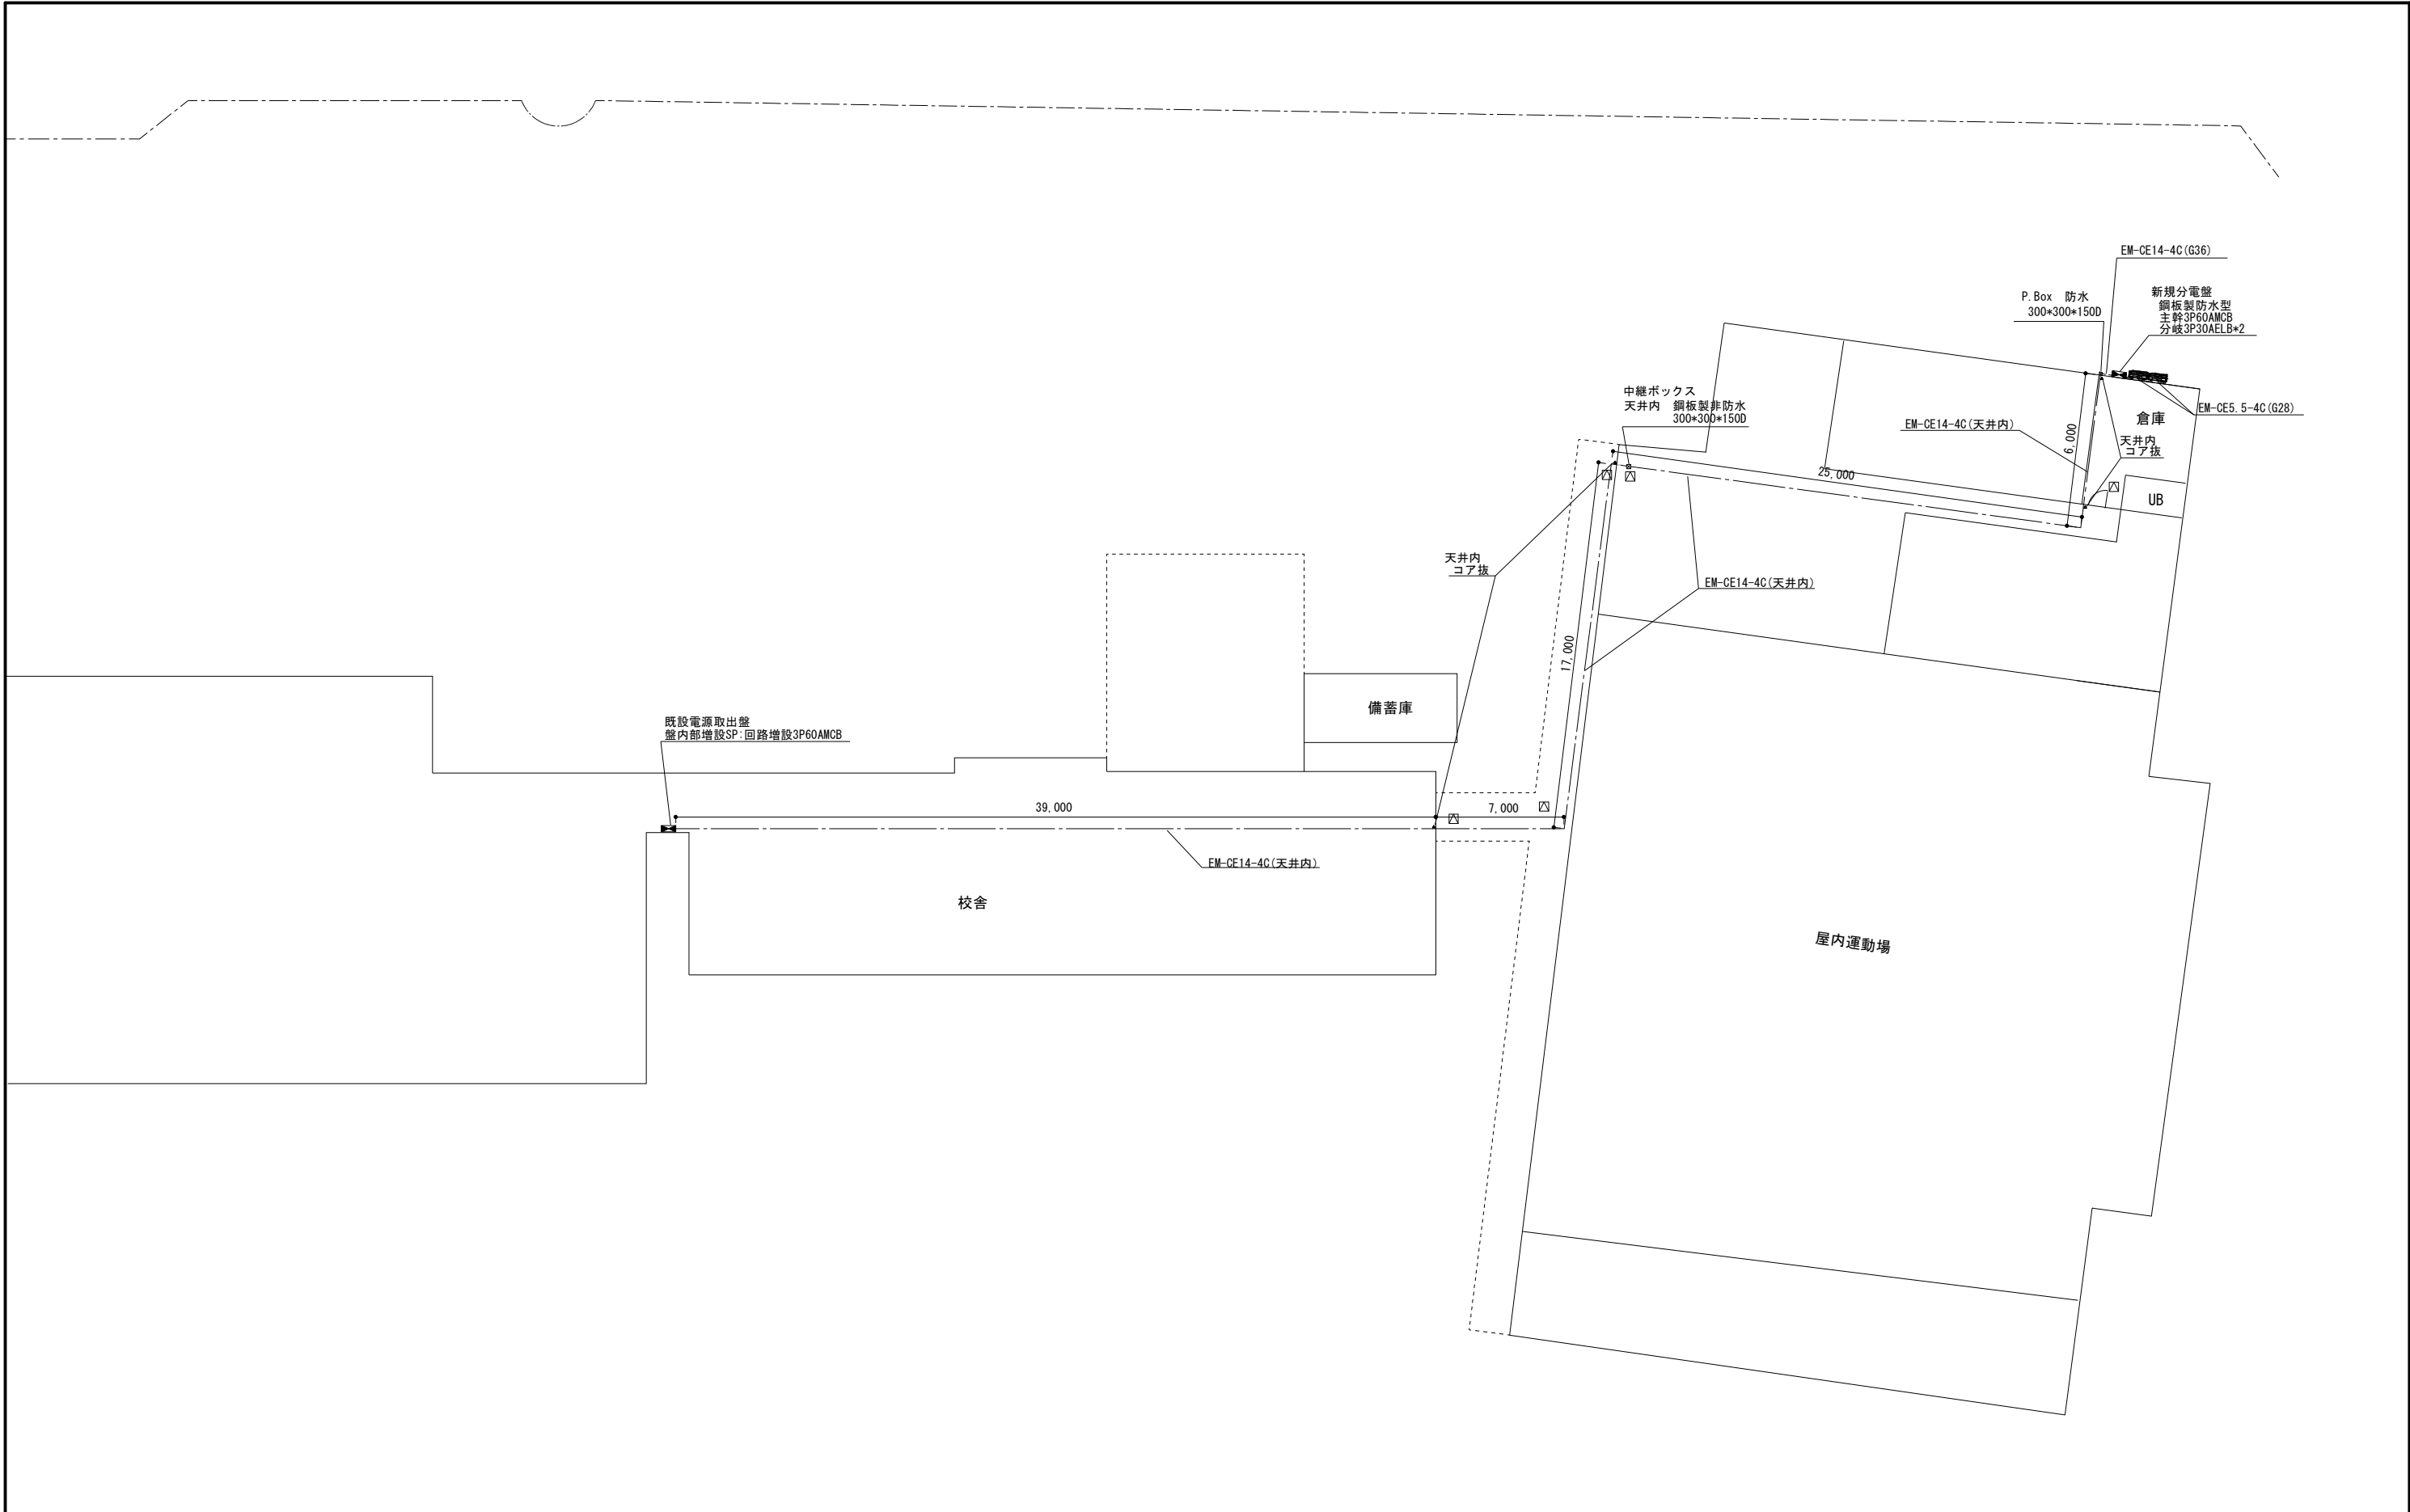 EM-CE14-4C(G36)
P.Box 防水
300*300*150D
新規分電盤
鋼板製防水型
主幹3P60AMCB
分岐3P30AELB*2
中継ボックス
天井内 鋼板製非防水
300*300*150D
EM-CE5.5-4C(G28)
倉庫
EM-CE14-4C(天井内)
6,000
天井内
コア抜
25,000
UB
天井内
コア抜
EM-CE14-4C(天井内)
17,000
備蓄庫
既設電源取出盤
盤内部増設SP:回路増設3P60AMCB
39,000
7,000
EM-CE14-4C(天井内)
校舎
屋内運動場